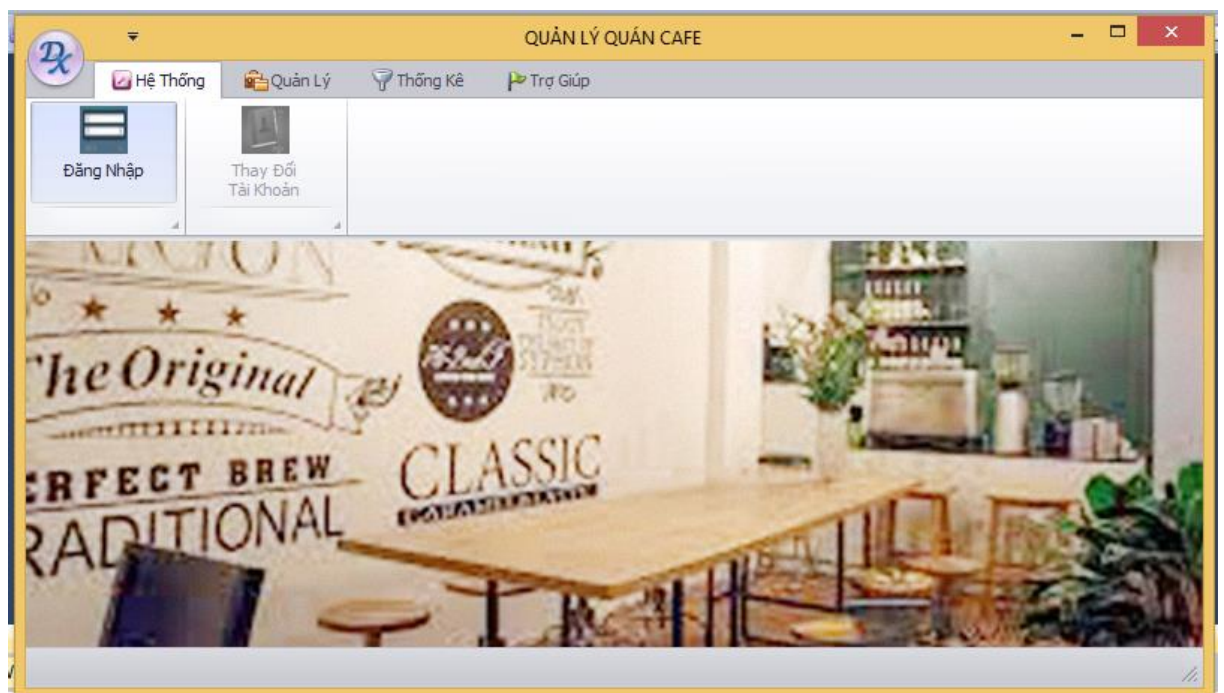 QUẢN LÝ QUÁN CAFE
Hệ Thống
Quản Lý
Thống Kê
Trợ Giúp
Đăng Nhập
Thay Đổi
Tài Khoản
The Original
PERFECT BREW
TRADITIONAL
CLASSIC